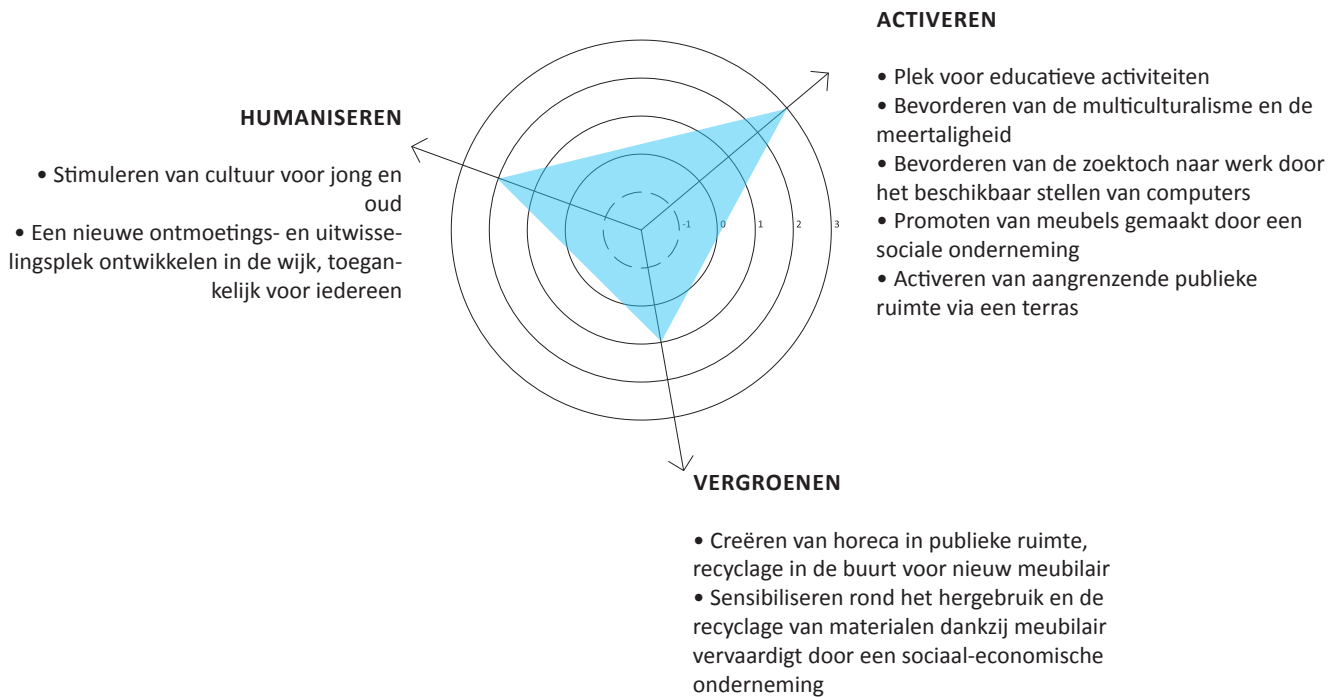 ACTIVEREN
• Plek voor educatieve activiteiten
• Bevorderen van de multiculturalisme en de
meertaligheid
• Bevorderen van de zoektoch naar werk door
het beschikbaar stellen van computers
• Promoten van meubels gemaakt door een
sociale onderneming
• Activeren van aangrenzende publieke
ruimte via een terras
HUMANISEREN
• Stimuleren van cultuur voor jong en
oud
• Een nieuwe ontmoetings- en uitwisse-
lingsplek ontwikkelen in de wijk, toegan-
kelijk voor iedereen
-1 0 1 2 3
VERGROENEN
• Creëren van horeca in publieke ruimte,
recyclage in de buurt voor nieuw meubilair
• Sensibiliseren rond het hergebruik en de
recyclage van materialen dankzij meubilair
vervaardigt door een sociaal-economische
onderneming